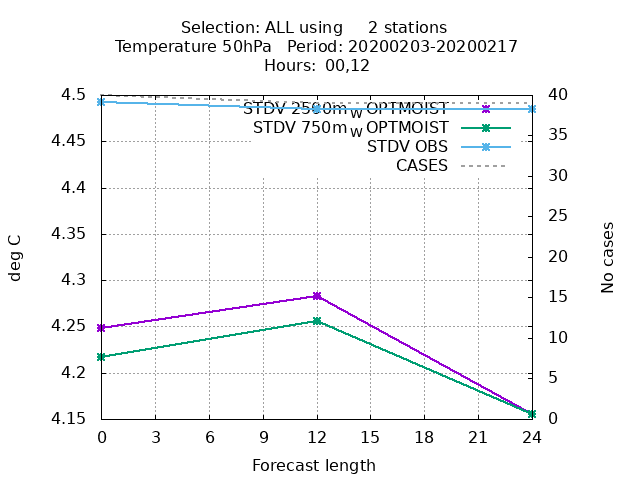 Selection: ALL using 2 stations
Temperature 50hPa Period: 20200203-20200217
Hours: 00,12
STDV 2500m_W OPTMOIST
STDV 750m_W OPTMOIST
STDV OBS
CASES
4.5
4.45
4.4
4.35
4.3
4.25
4.2
4.15
40
35
30
25
20
15
10
5
0
deg C
No cases
0 3 6 9 12 15 18 21 24
Forecast length